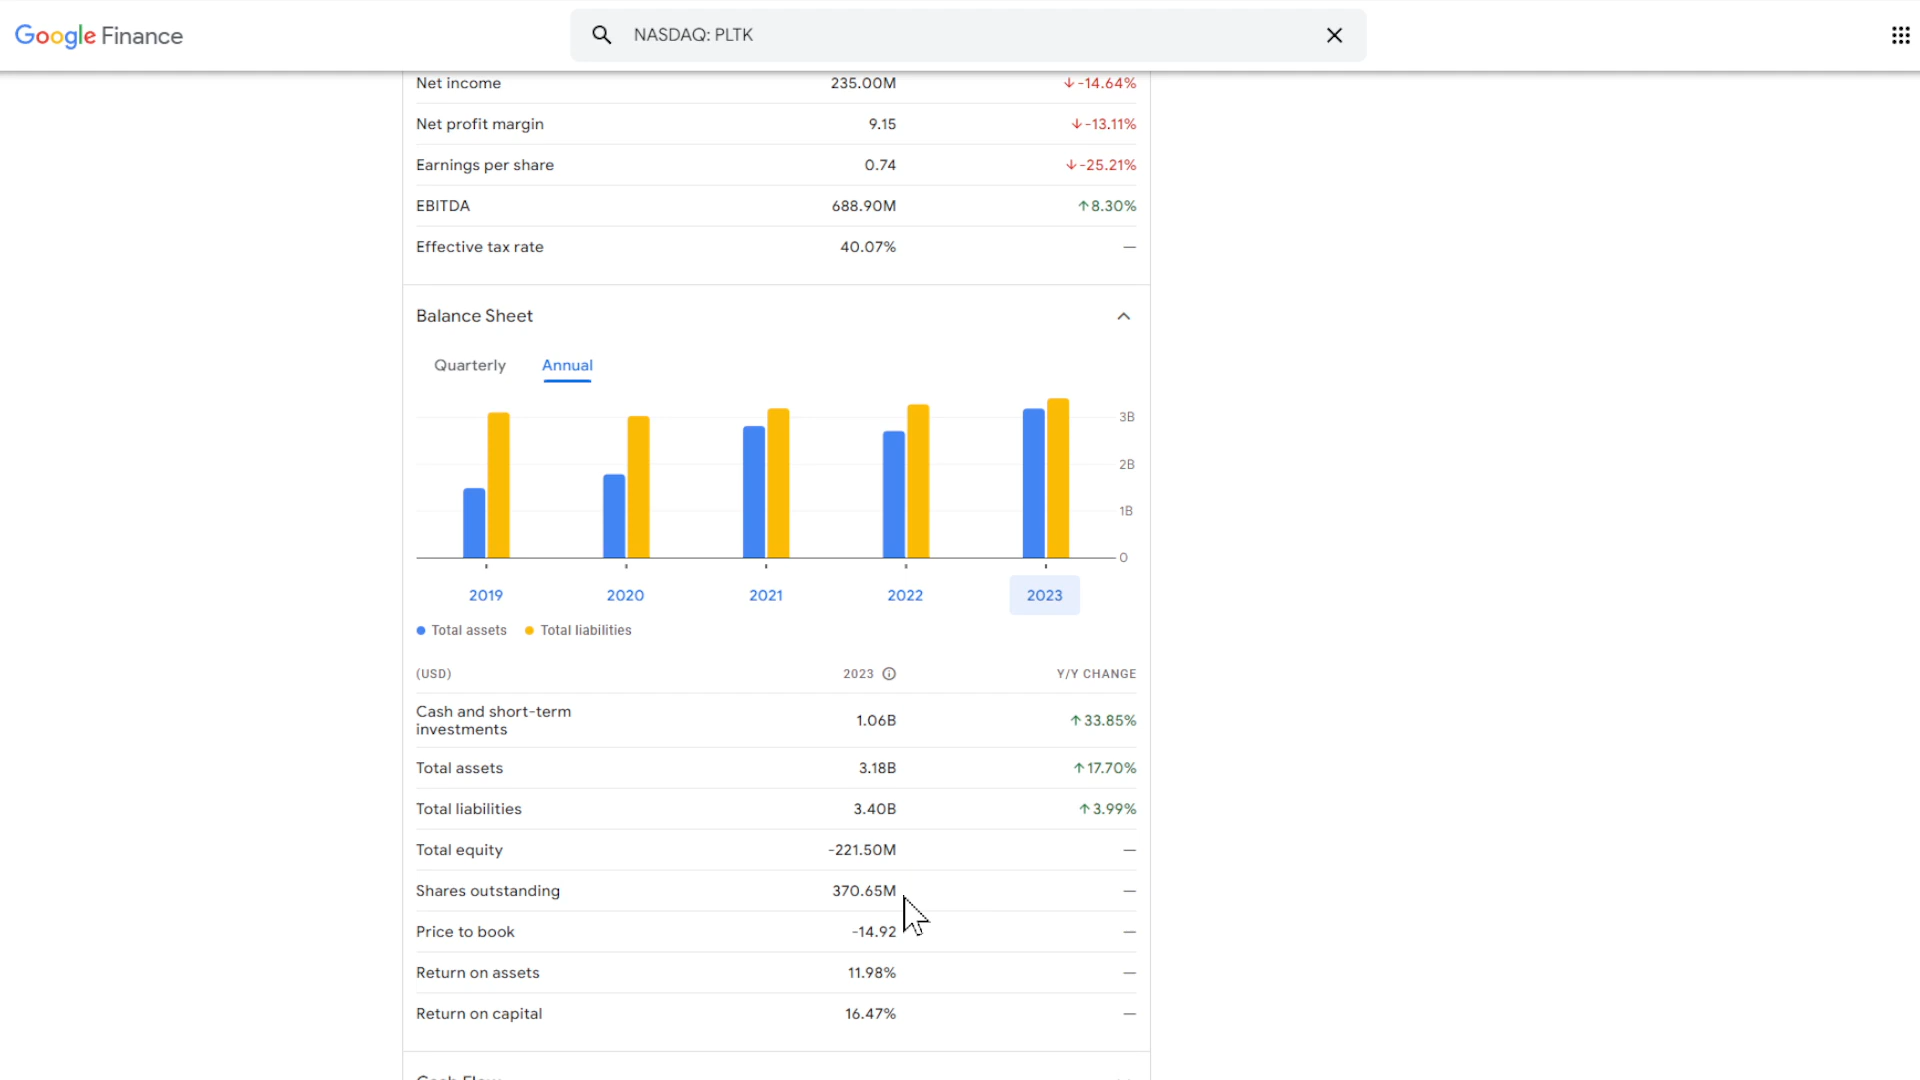 Google Finance
NASDAQ: PLTK
Net income 235.00M ↓-14.64%
Net profit margin 9.15 ↓-13.11%
Earnings per share 0.74 ↓-25.21%
EBITDA 688.90M ↑8.30%
Effective tax rate 40.07% —
Balance Sheet
Quarterly Annual
3B
2B
1B
0
2019 2020 2021 2022 2023
Total assets Total liabilities
(USD) 2023 Y/Y CHANGE
Cash and short-term
investments 1.06B ↑33.85%
Total assets 3.18B ↑17.70%
Total liabilities 3.40B ↑3.99%
Total equity -221.50M —
Shares outstanding 370.65M —
Price to book -14.92 —
Return on assets 11.98% —
Return on capital 16.47% —
Cash Flow